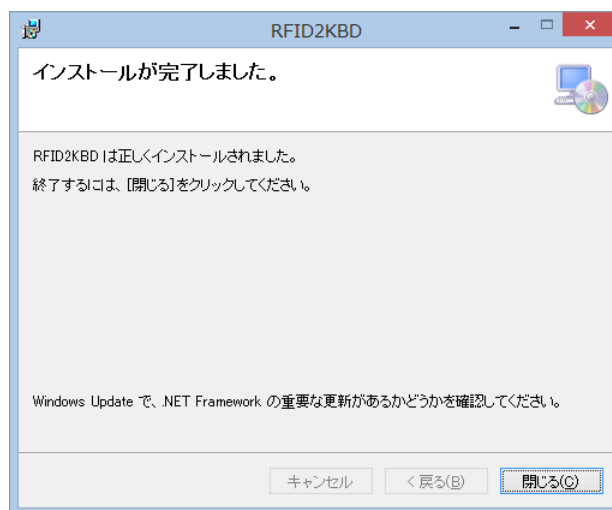 RFID2KBD
インストールが完了しました。
RFID2KBD は正しくインストールされました。
終了するには、[閉じる]をクリックしてください。
Windows Update で、.NET Framework の重要な更新があるかどうかを確認してください。
キャンセル
< 戻る(B)
閉じる(C)